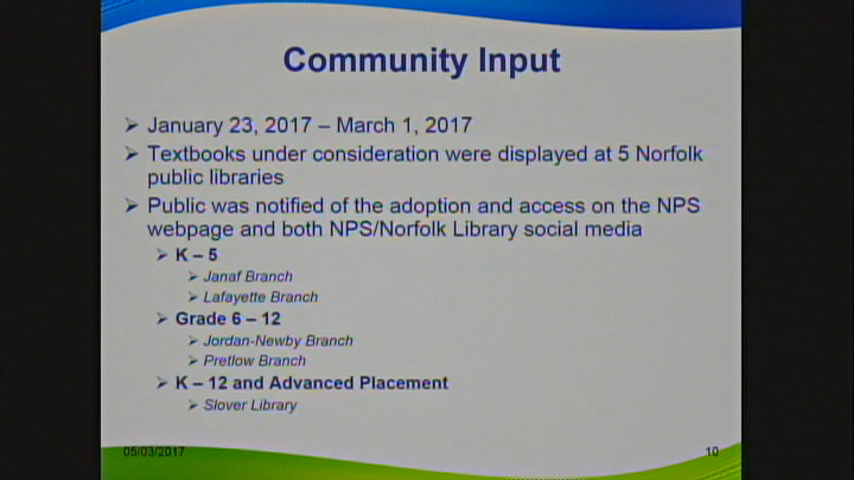 Community Input
➢ January 23, 2017 – March 1, 2017
➢ Textbooks under consideration were displayed at 5 Norfolk
public libraries
➢ Public was notified of the adoption and access on the NPS
webpage and both NPS/Norfolk Library social media
➢ K – 5
➢ Janaf Branch
➢ Lafayette Branch
➢ Grade 6 – 12
➢ Jordan-Newby Branch
➢ Pretlow Branch
➢ K – 12 and Advanced Placement
➢ Slover Library
05/03/2017
10